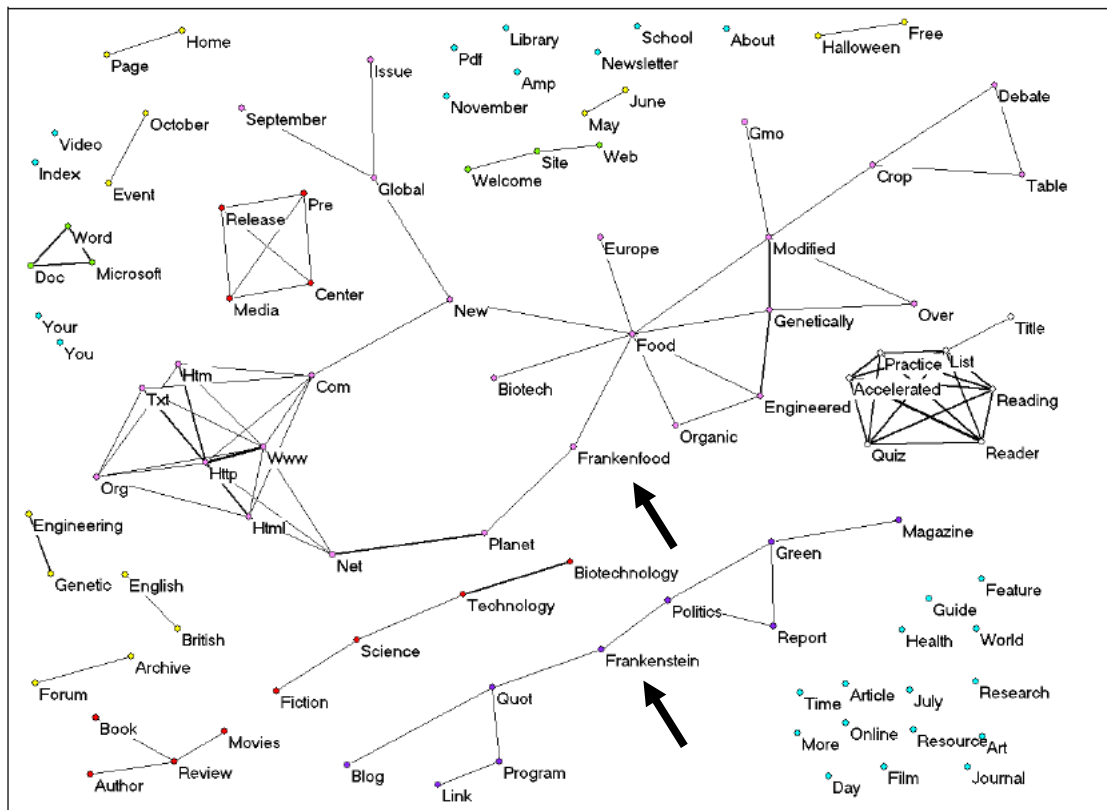 Home
Page
Library
School
About
Free
Halloween
Pdf
Newsletter
Issue
Amp
Debate
November
June
September
October
May
Gmo
Video
Web
Site
Index
Welcome
Crop
Table
Event
Global
Pre
Release
Word
Europe
Modified
Doc
Microsoft
Center
Media
New
Over
Genetically
Your
Title
You
Food
Practice
List
Htm
Com
Biotech
Accelerated
Txt
Reading
Engineered
Organic
Www
Quiz
Reader
Frankenfood
Http
Org
Html
Engineering
Magazine
Planet
Green
Net
Biotechnology
Genetic
English
Feature
Technology
Politics
Guide
British
Report
Health
World
Science
Frankenstein
Archive
Forum
Fiction
Quot
Time
Article
July
Research
Book
Movies
More
Online
Resource
Art
Review
Author
Blog
Program
Link
Day
Film
Journal